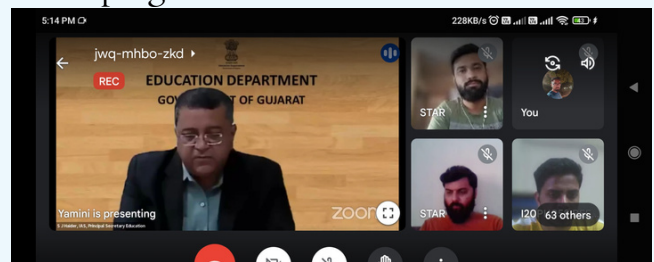 5:14 PM
228KB/s
jwq-mhbo-zkd
REC
EDUCATION DEPARTMENT
GOV T OF GUJARAT
STAR
You
Yamini is presenting
zoom
STAR
I20
63 others